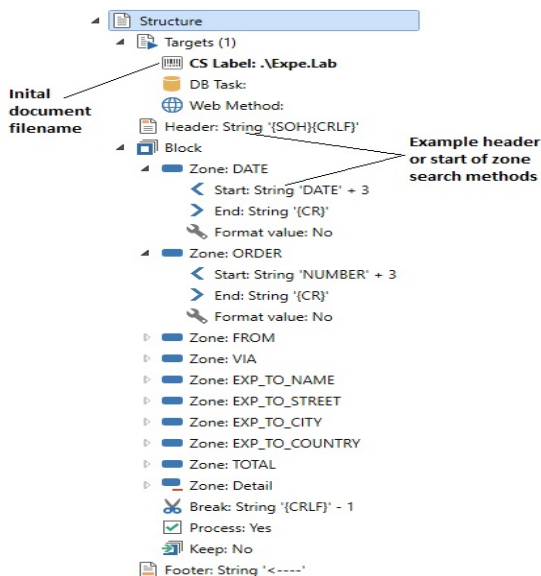 Structure
Targets (1)
CS Label: .\Expe.Lab
DB Task:
Web Method:
Inital
document
filename
Header: String '{SOH}{CRLF}'
Example header
or start of zone
search methods
Block
Zone: DATE
Start: String 'DATE' + 3
End: String '{CR}'
Format value: No
Zone: ORDER
Start: String 'NUMBER' + 3
End: String '{CR}'
Format value: No
Zone: FROM
Zone: VIA
Zone: EXP_TO_NAME
Zone: EXP_TO_STREET
Zone: EXP_TO_CITY
Zone: EXP_TO_COUNTRY
Zone: TOTAL
Zone: Detail
Break: String '{CRLF}' - 1
Process: Yes
Keep: No
Footer: String '<----'